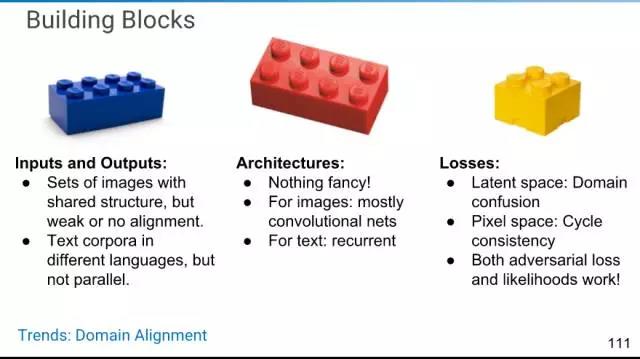 Building Blocks
Inputs and Outputs:
● Sets of images with
shared structure, but
weak or no alignment.
● Text corpora in
different languages, but
not parallel.
Architectures:
● Nothing fancy!
● For images: mostly
convolutional nets
● For text: recurrent
Losses:
● Latent space: Domain
confusion
● Pixel space: Cycle
consistency
● Both adversarial loss
and likelihoods work!
Trends: Domain Alignment
111